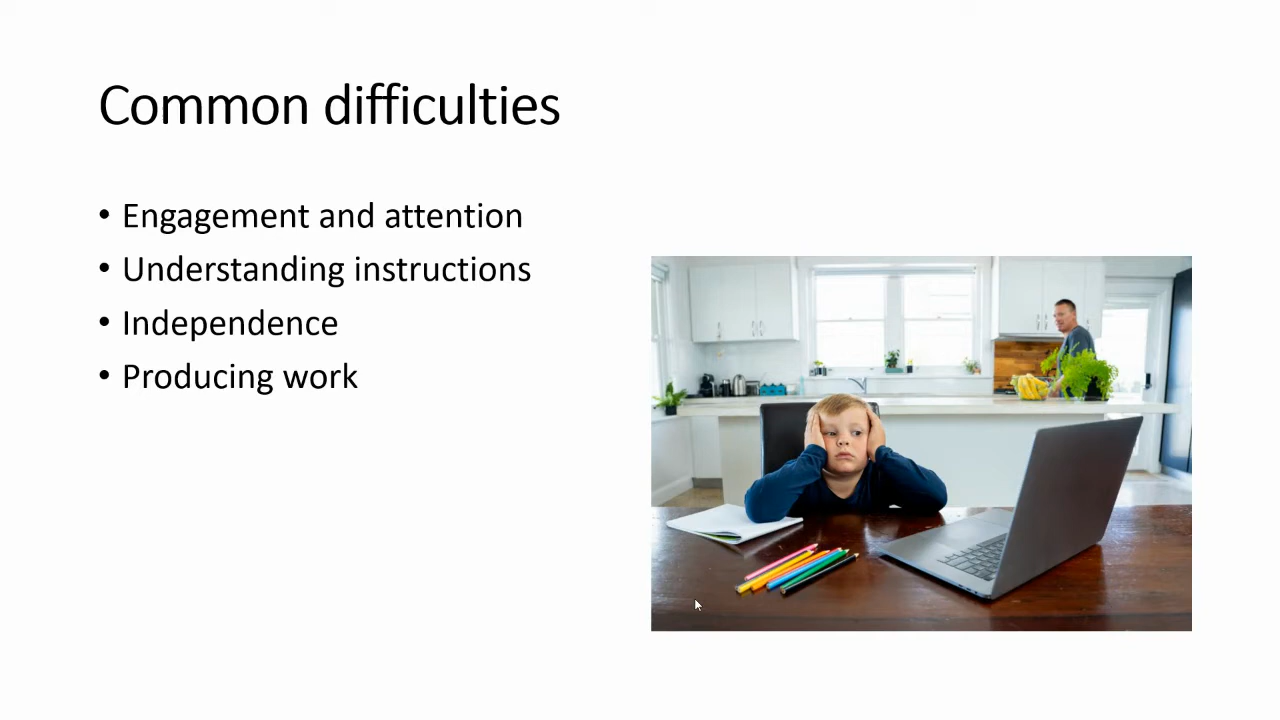 Common difficulties
• Engagement and attention
• Understanding instructions
• Independence
• Producing work